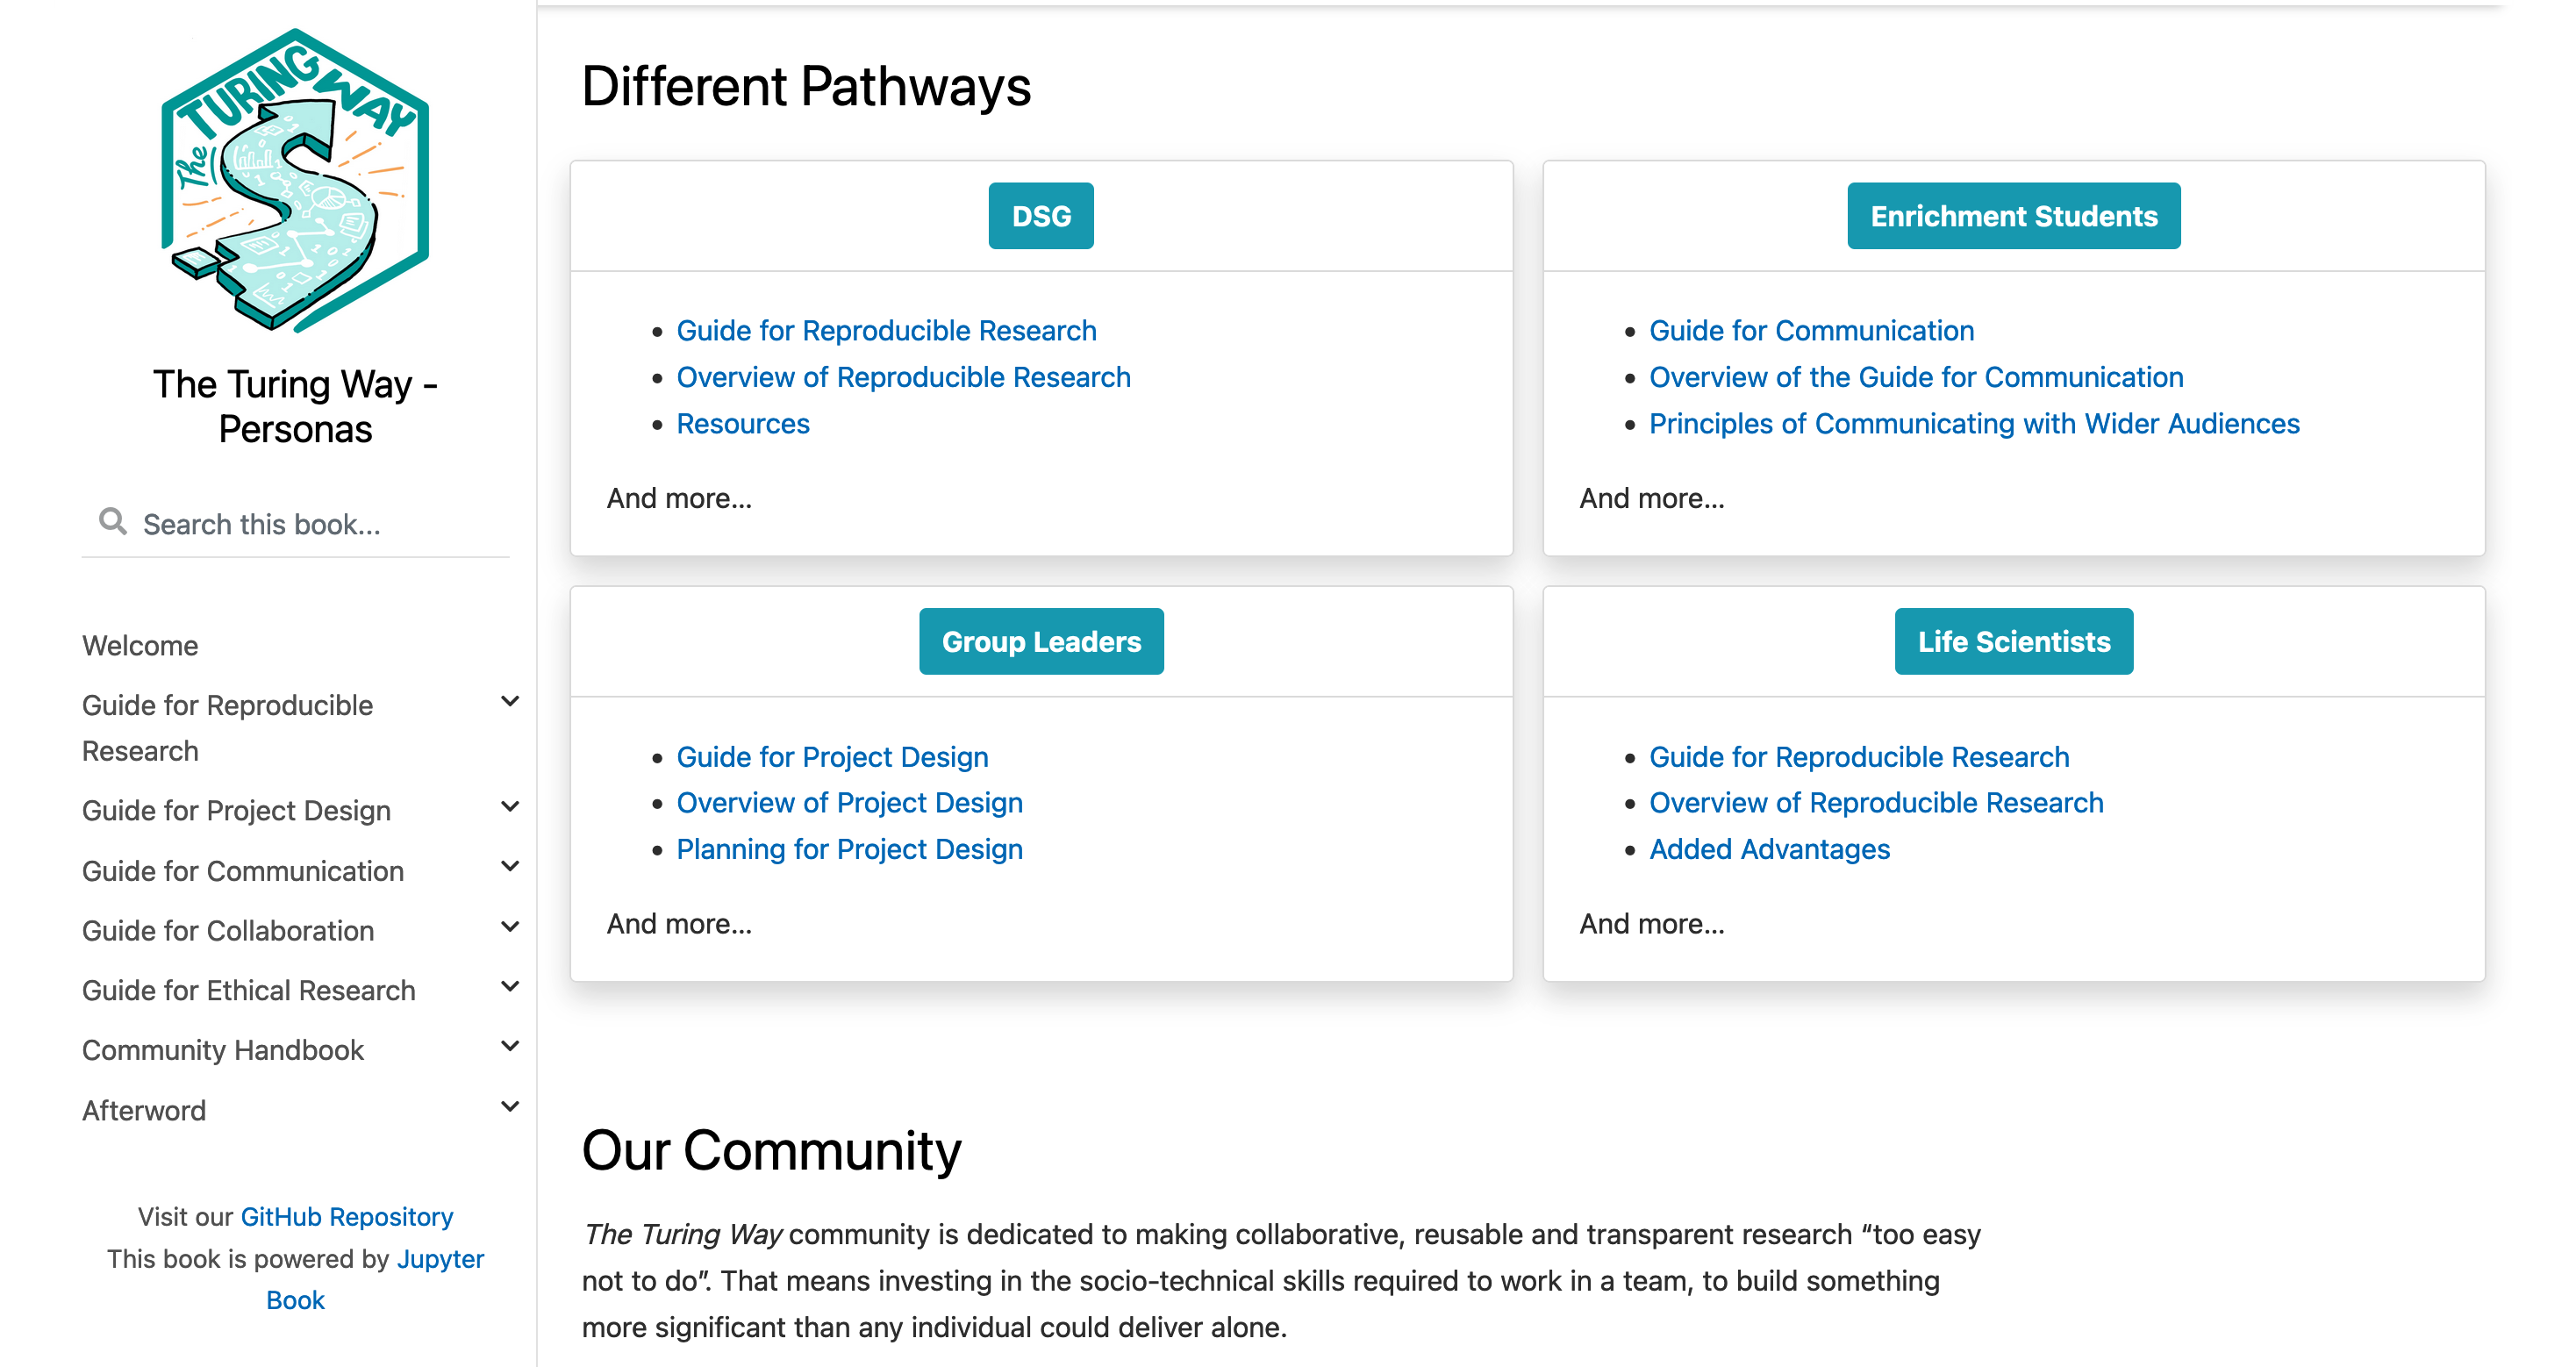 The TURING WAY
The Turing Way -
Personas
Search this book...
Welcome
Guide for Reproducible
Research
Guide for Project Design
Guide for Communication
Guide for Collaboration
Guide for Ethical Research
Community Handbook
Afterword
Visit our GitHub Repository
This book is powered by Jupyter
Book
Different Pathways
DSG
Guide for Reproducible Research
Overview of Reproducible Research
Resources
And more...
Enrichment Students
Guide for Communication
Overview of the Guide for Communication
Principles of Communicating with Wider Audiences
And more...
Group Leaders
Guide for Project Design
Overview of Project Design
Planning for Project Design
And more...
Life Scientists
Guide for Reproducible Research
Overview of Reproducible Research
Added Advantages
And more...
Our Community
The Turing Way community is dedicated to making collaborative, reusable and transparent research “too easy
not to do”. That means investing in the socio-technical skills required to work in a team, to build something
more significant than any individual could deliver alone.